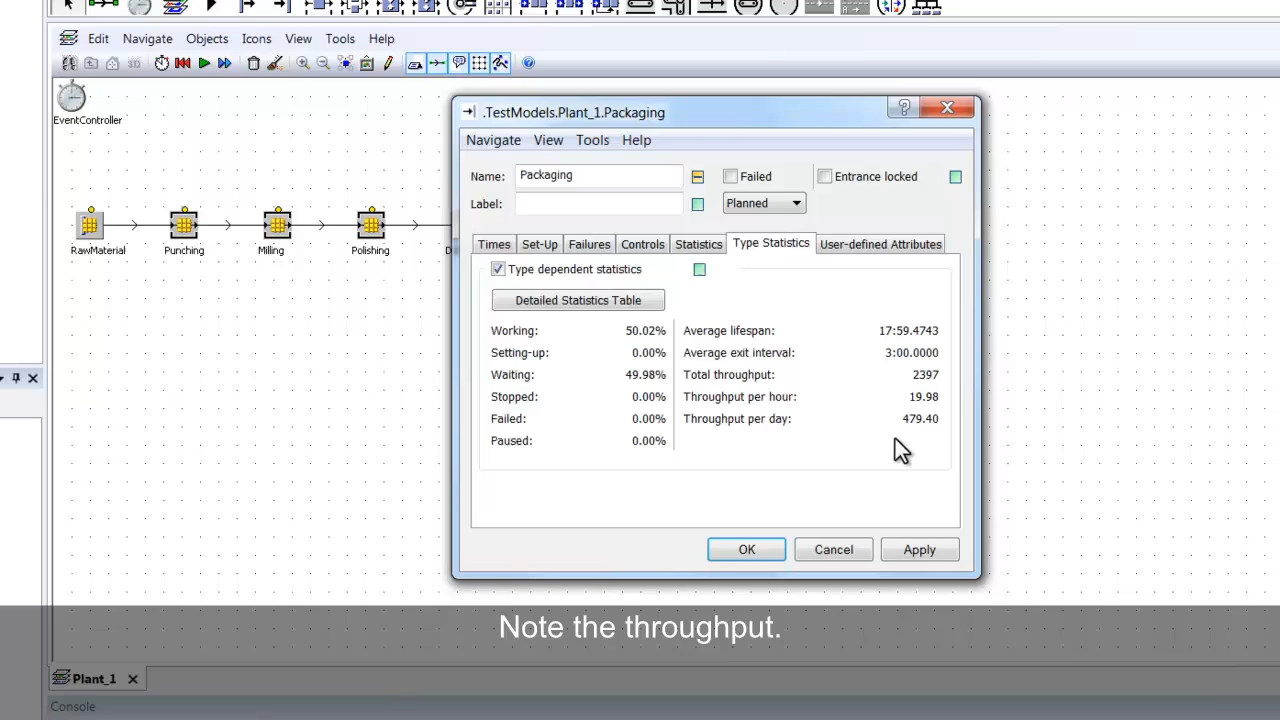 Edit Navigate Objects Icons View Tools Help
EventController
RawMaterial Punching Milling Polishing
.TestModels.Plant_1.Packaging
Navigate View Tools Help
Name: Packaging Failed Entrance locked
Label: Planned
Times Set-Up Failures Controls Statistics Type Statistics User-defined Attributes
Type dependent statistics
Detailed Statistics Table
Working: 50.02% Average lifespan: 17:59.4743
Setting-up: 0.00% Average exit interval: 3:00.0000
Waiting: 49.98% Total throughput: 2397
Stopped: 0.00% Throughput per hour: 19.98
Failed: 0.00% Throughput per day: 479.40
Paused: 0.00%
OK Cancel Apply
Note the throughput.
Plant_1
Console